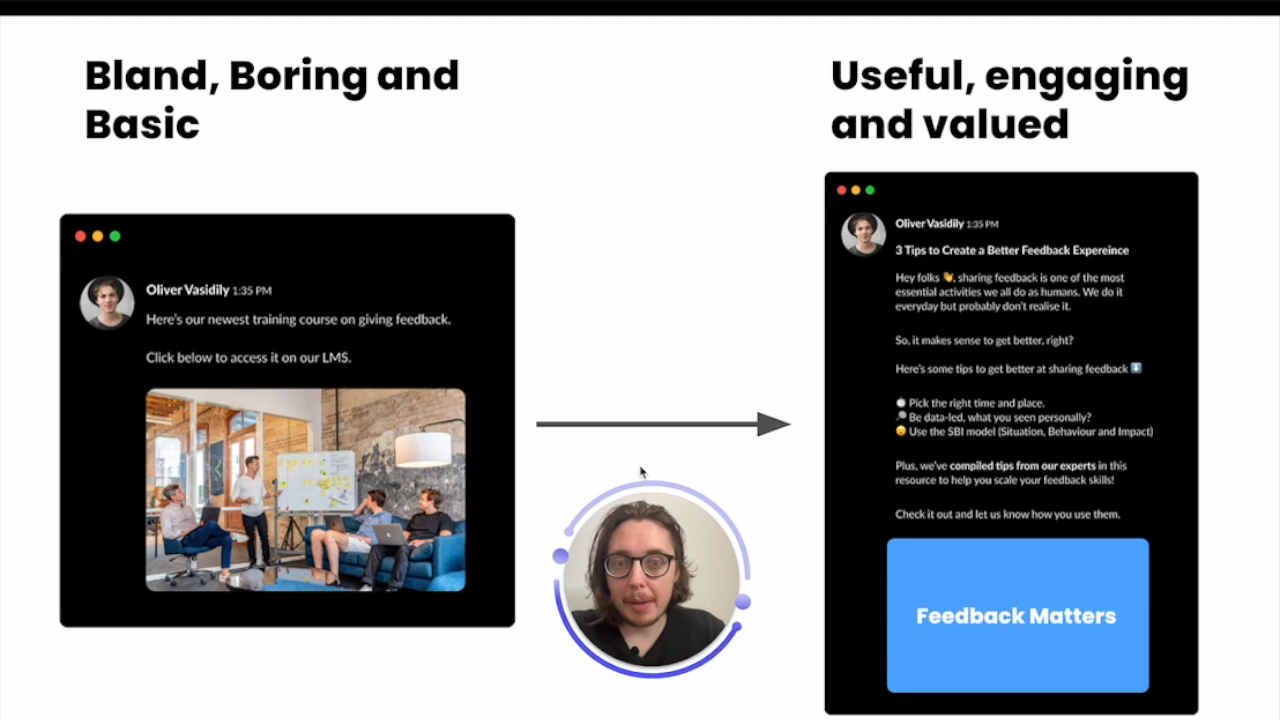 Bland, Boring and
Basic
Oliver Vasidily 1:35 PM
Here's our newest training course on giving feedback.
Click below to access it on our LMS.
Useful, engaging
and valued
Oliver Vasidily 1:35 PM
3 Tips to Create a Better Feedback Expereince
Hey folks 👋, sharing feedback is one of the most
essential activities we all do as humans. We do it
everyday but probably don't realise it.
So, it makes sense to get better, right?
Here's some tips to get better at sharing feedback ⬇️
⏱️ Pick the right time and place.
🔎 Be data-led, what you seen personally?
😮 Use the SBI model (Situation, Behaviour and Impact)
Plus, we've compiled tips from our experts in this
resource to help you scale your feedback skills!
Check it out and let us know how you use them.
Feedback Matters